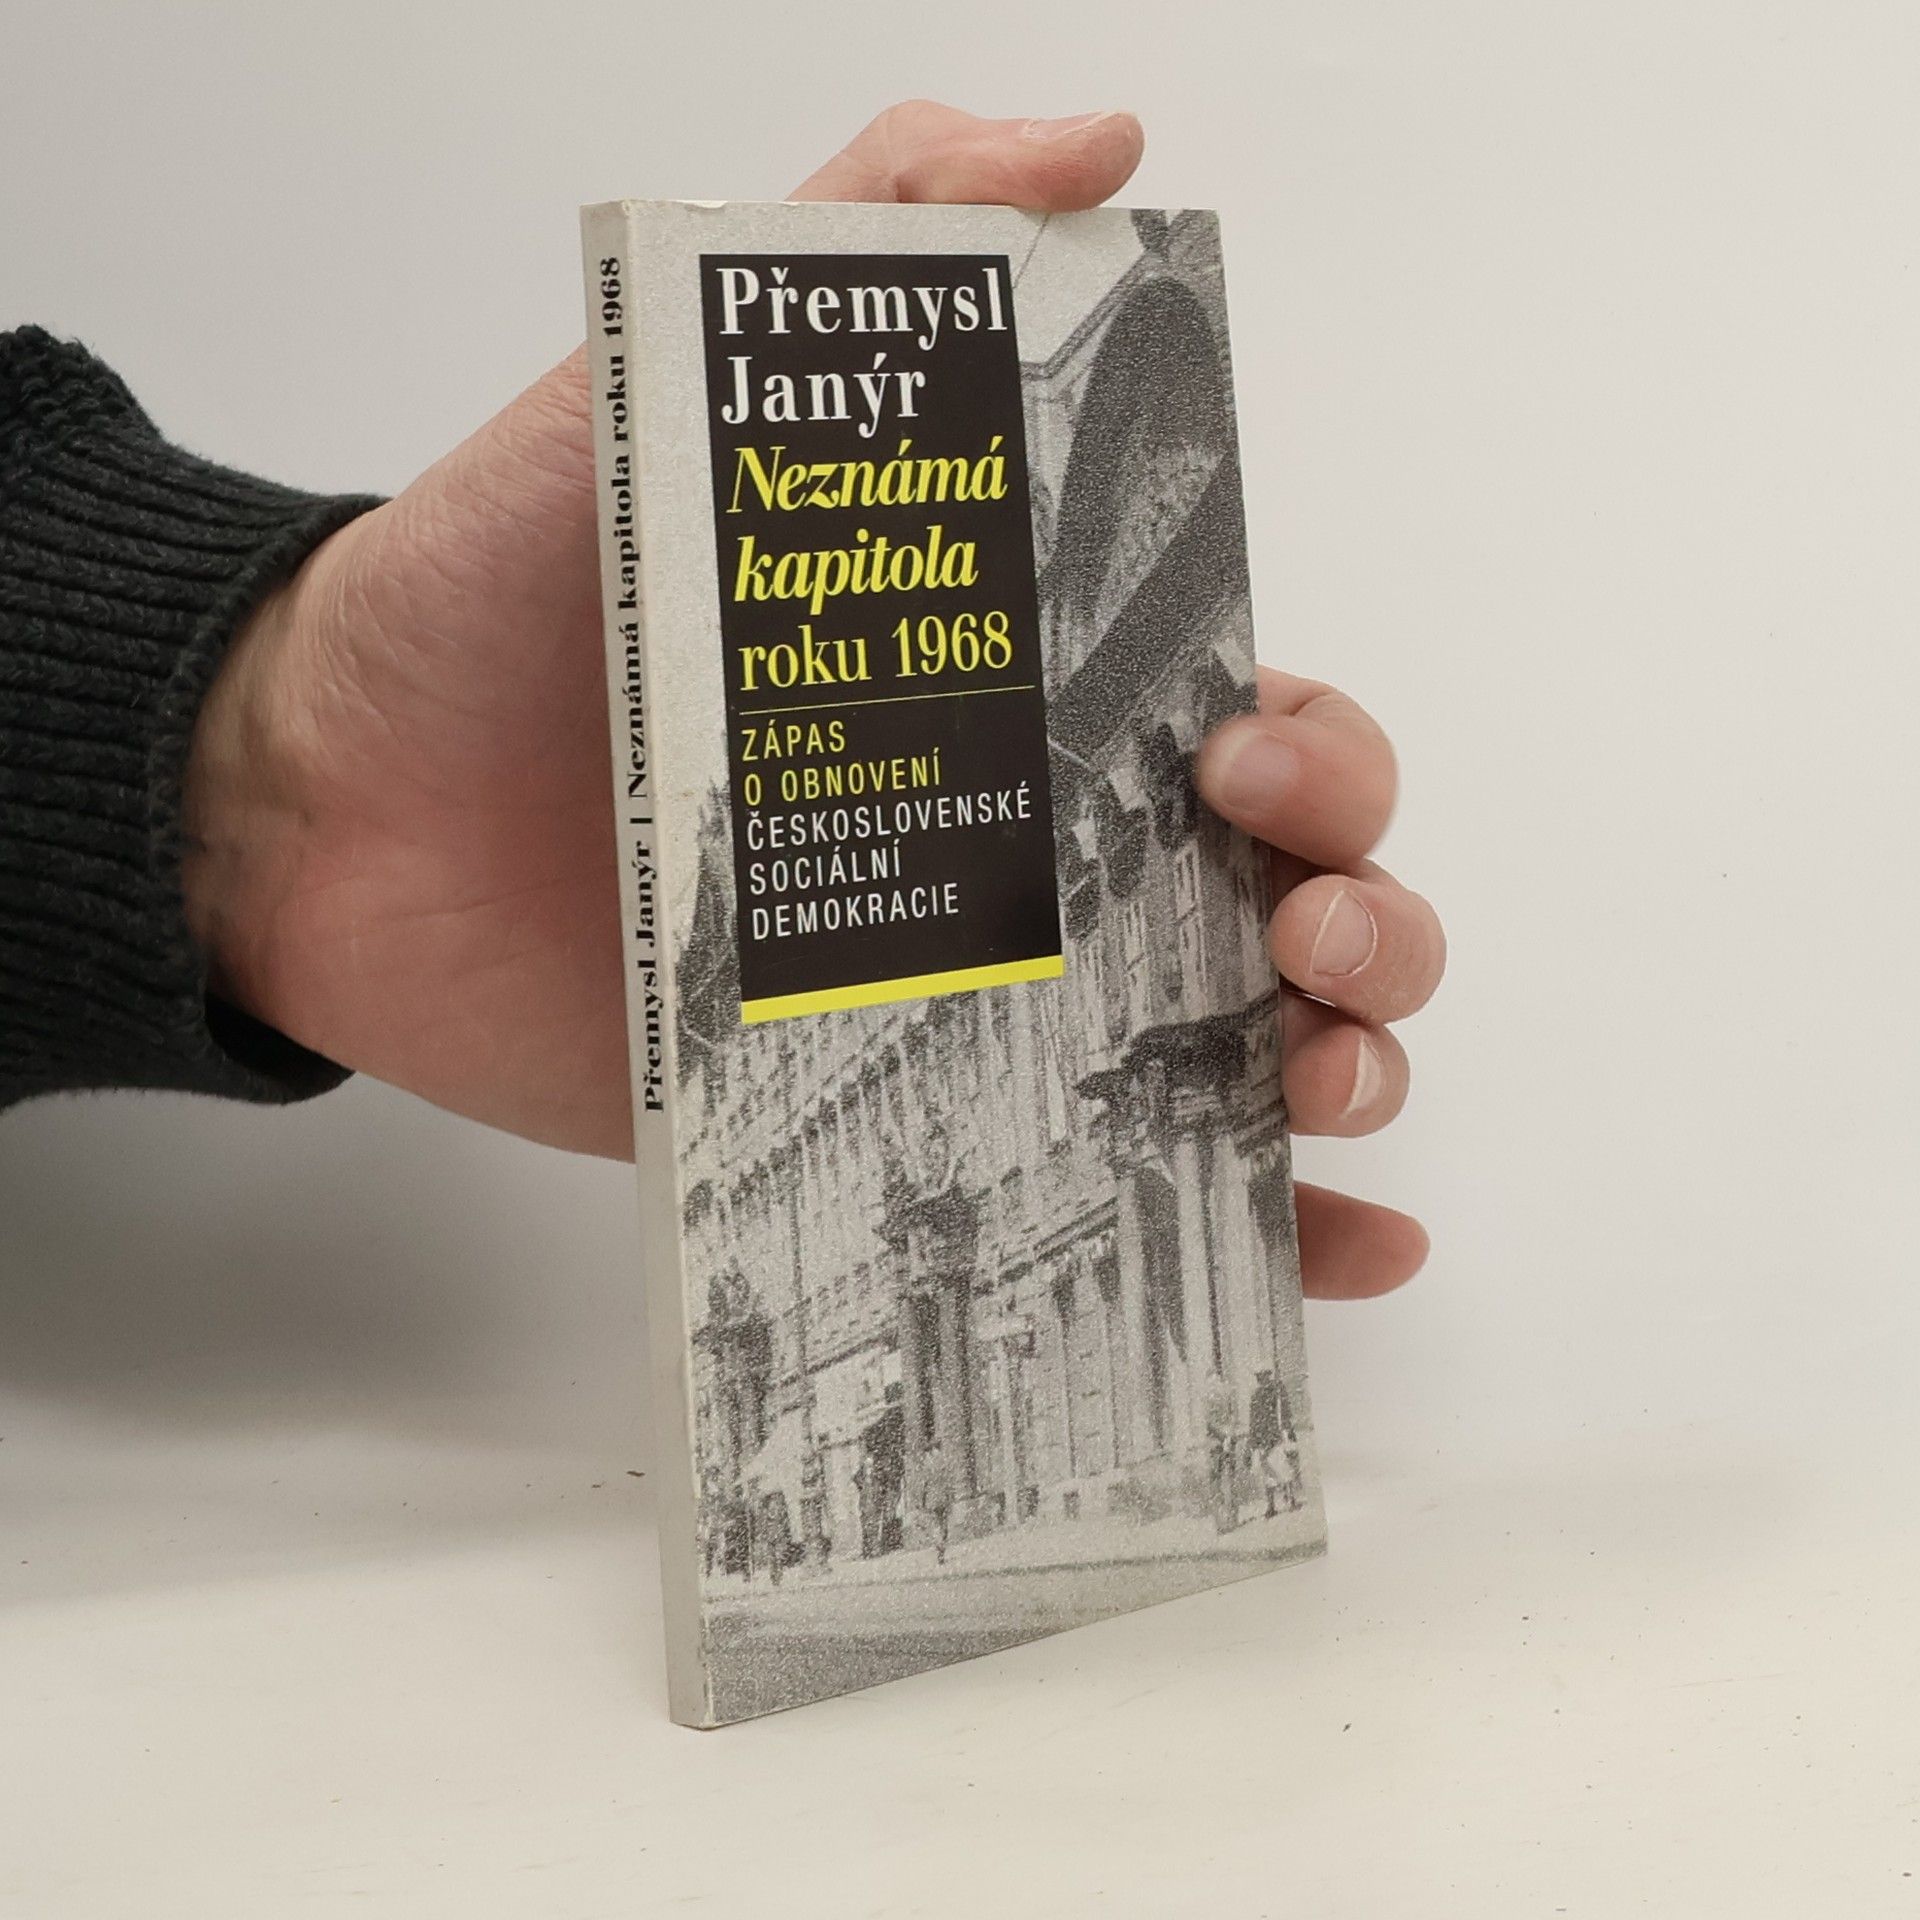 Přemysl Janýr | Neznámá kapitola roku 1968
Přemysl
Janýr
Neznámá
kapitola
roku 1968
ZÁPAS
O OBNOVENÍ
ČESKOSLOVENSKÉ
SOCIÁLNÍ
DEMOKRACIE